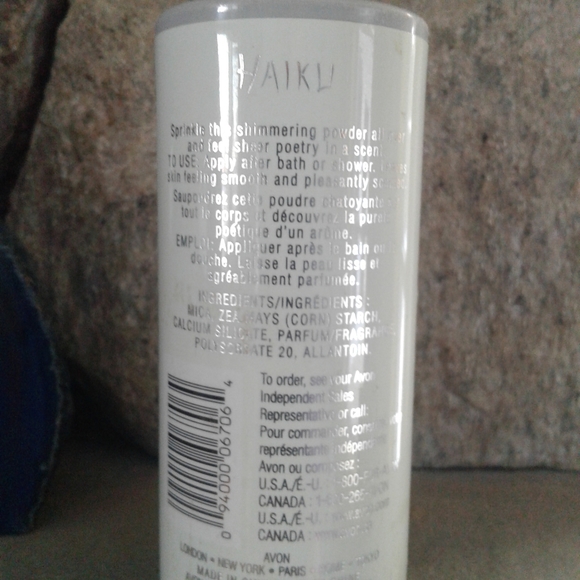 HAIKU
Sprinkle this shimmering powder all over
and feel sheer poetry in a scent.
TO USE: Apply after bath or shower. Leaves
skin feeling smooth and pleasantly scented.
Saupoudrez cette poudre chatoyante
tout le corps et découvrez la pureté
poétique d'un arôme.
EMPLOI: Appliquer après le bain ou
douche. Laisse la peau lisse et
agréablement parfumée.
INGREDIENTS/INGRÉDIENTS :
MICA, ZEA MAYS (CORN) STARCH,
CALCIUM SILICATE, PARFUM/FRAGRANCE,
POLYSORBATE 20, ALLANTOIN.
0 94000 06706 4
To order, see your Avon
Independent Sales
Representative or call:
Pour commander,
représentante indépendante
Avon ou composez :
U.S.A./É.-U.
CANADA :
U.S.A./É.-U.
CANADA :
AVON
LONDON • NEW YORK • PARIS
MADE IN